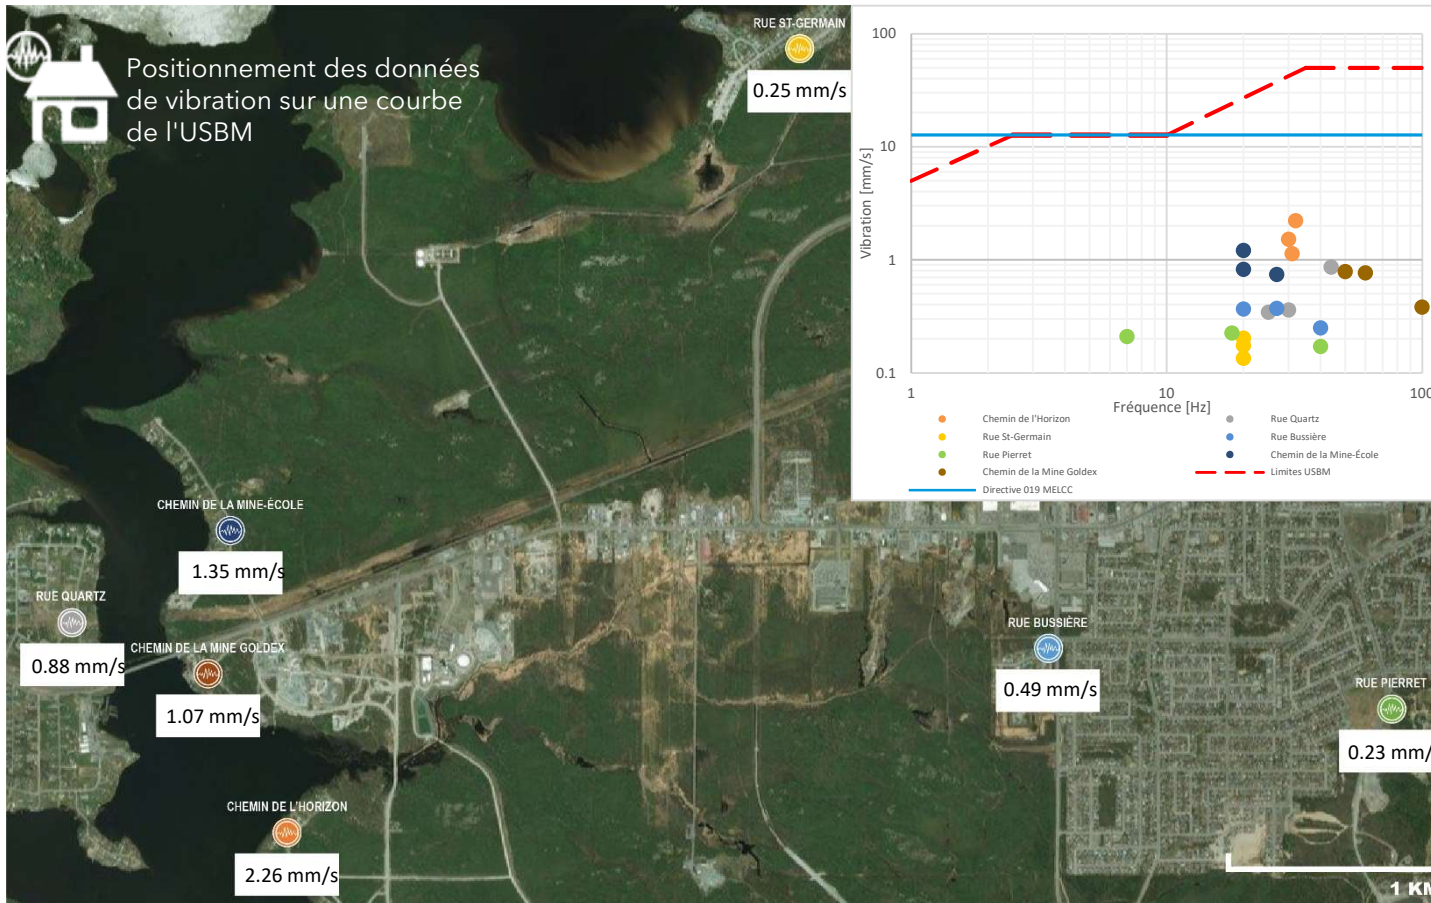 Positionnement des données
de vibration sur une courbe
de l'USBM
RUE ST-GERMAIN
0.25 mm/s
CHEMIN DE LA MINE-ÉCOLE
1.35 mm/s
RUE QUARTZ
0.88 mm/s
CHEMIN DE LA MINE GOLDEX
1.07 mm/s
CHEMIN DE L'HORIZON
2.26 mm/s
RUE BUSSIÈRE
0.49 mm/s
RUE PIERRET
0.23 mm/
1 KM
Vibration [mm/s]
100
10
1
0.1
1
10
100
Fréquence [Hz]
Chemin de l'Horizon
Rue Quartz
Rue St-Germain
Rue Bussière
Rue Pierret
Chemin de la Mine-École
Chemin de la Mine Goldex
Limites USBM
Directive 019 MELCC